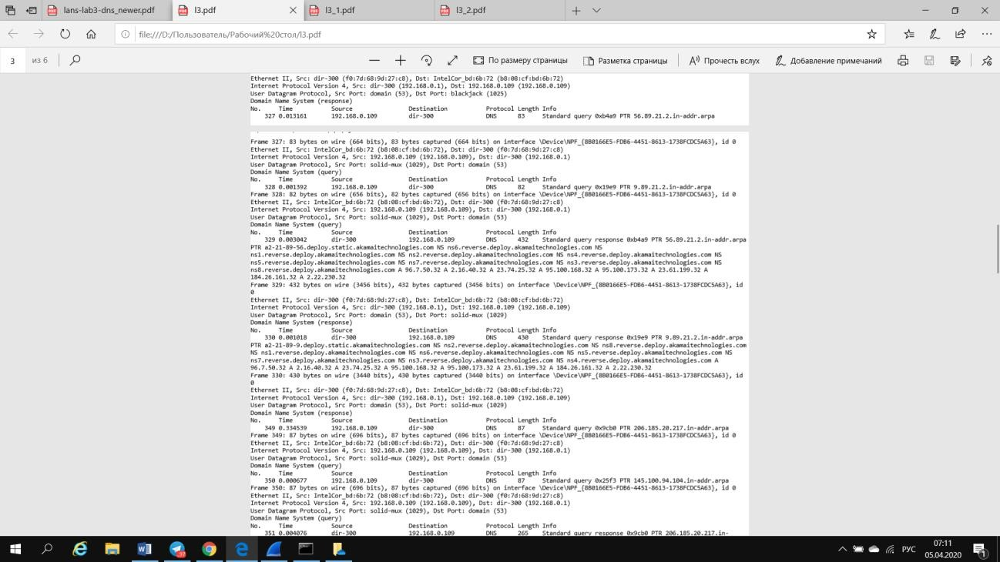 lans-lab3-dns_newer.pdf
l3.pdf
l3_1.pdf
l3_2.pdf
file:///D:/Пользователь/Рабочий%20стол/l3.pdf
3 из 6
По размеру страницы
Разметка страницы
Прочесть вслух
Добавление примечаний
Ethernet II, Src: dir-300 (f0:7d:68:9d:27:c8), Dst: IntelCor_bd:6b:72 (b8:08:cf:bd:6b:72)
Internet Protocol Version 4, Src: dir-300 (192.168.0.1), Dst: 192.168.0.109 (192.168.0.109)
User Datagram Protocol, Src Port: domain (53), Dst Port: blackjack (1025)
Domain Name System (response)
No. Time Source Destination Protocol Length Info
327 0.013161 192.168.0.109 dir-300 DNS 83 Standard query 0xb4a9 PTR 56.89.21.2.in-addr.arpa
Frame 327: 83 bytes on wire (664 bits), 83 bytes captured (664 bits) on interface \Device\NPF_{8B0166E5-FDB6-4451-8613-1738FCDC5A63}, id 0
Ethernet II, Src: IntelCor_bd:6b:72 (b8:08:cf:bd:6b:72), Dst: dir-300 (f0:7d:68:9d:27:c8)
Internet Protocol Version 4, Src: 192.168.0.109 (192.168.0.109), Dst: dir-300 (192.168.0.1)
User Datagram Protocol, Src Port: solid-mux (1029), Dst Port: domain (53)
Domain Name System (query)
No. Time Source Destination Protocol Length Info
328 0.001392 192.168.0.109 dir-300 DNS 82 Standard query 0x19e9 PTR 9.89.21.2.in-addr.arpa
Frame 328: 82 bytes on wire (656 bits), 82 bytes captured (656 bits) on interface \Device\NPF_{8B0166E5-FDB6-4451-8613-1738FCDC5A63}, id 0
Ethernet II, Src: IntelCor_bd:6b:72 (b8:08:cf:bd:6b:72), Dst: dir-300 (f0:7d:68:9d:27:c8)
Internet Protocol Version 4, Src: 192.168.0.109 (192.168.0.109), Dst: dir-300 (192.168.0.1)
User Datagram Protocol, Src Port: solid-mux (1029), Dst Port: domain (53)
Domain Name System (query)
No. Time Source Destination Protocol Length Info
329 0.003042 dir-300 192.168.0.109 DNS 432 Standard query response 0xb4a9 PTR 56.89.21.2.in-addr.arpa
PTR a2-21-89-56.deploy.static.akamaitechnologies.com NS ns6.reverse.deploy.akamaitechnologies.com NS
ns1.reverse.deploy.akamaitechnologies.com NS ns2.reverse.deploy.akamaitechnologies.com NS ns4.reverse.deploy.akamaitechnologies.com NS
ns5.reverse.deploy.akamaitechnologies.com NS ns7.reverse.deploy.akamaitechnologies.com NS ns3.reverse.deploy.akamaitechnologies.com NS
ns8.reverse.deploy.akamaitechnologies.com A 96.7.50.32 A 2.16.40.32 A 23.74.25.32 A 95.100.168.32 A 95.100.173.32 A 23.61.199.32 A
184.26.161.32 A 2.22.230.32
Frame 329: 432 bytes on wire (3456 bits), 432 bytes captured (3456 bits) on interface \Device\NPF_{8B0166E5-FDB6-4451-8613-1738FCDC5A63}, id
0
Ethernet II, Src: dir-300 (f0:7d:68:9d:27:c8), Dst: IntelCor_bd:6b:72 (b8:08:cf:bd:6b:72)
Internet Protocol Version 4, Src: dir-300 (192.168.0.1), Dst: 192.168.0.109 (192.168.0.109)
User Datagram Protocol, Src Port: domain (53), Dst Port: solid-mux (1029)
Domain Name System (response)
No. Time Source Destination Protocol Length Info
330 0.001018 dir-300 192.168.0.109 DNS 430 Standard query response 0x19e9 PTR 9.89.21.2.in-addr.arpa
PTR a2-21-89-9.deploy.static.akamaitechnologies.com NS ns2.reverse.deploy.akamaitechnologies.com NS ns8.reverse.deploy.akamaitechnologies.com
NS ns1.reverse.deploy.akamaitechnologies.com NS ns6.reverse.deploy.akamaitechnologies.com NS ns5.reverse.deploy.akamaitechnologies.com NS
ns7.reverse.deploy.akamaitechnologies.com NS ns3.reverse.deploy.akamaitechnologies.com NS ns4.reverse.deploy.akamaitechnologies.com A
96.7.50.32 A 2.16.40.32 A 23.74.25.32 A 95.100.168.32 A 95.100.173.32 A 23.61.199.32 A 184.26.161.32 A 2.22.230.32
Frame 330: 430 bytes on wire (3440 bits), 430 bytes captured (3440 bits) on interface \Device\NPF_{8B0166E5-FDB6-4451-8613-1738FCDC5A63}, id
0
Ethernet II, Src: dir-300 (f0:7d:68:9d:27:c8), Dst: IntelCor_bd:6b:72 (b8:08:cf:bd:6b:72)
Internet Protocol Version 4, Src: dir-300 (192.168.0.1), Dst: 192.168.0.109 (192.168.0.109)
User Datagram Protocol, Src Port: domain (53), Dst Port: solid-mux (1029)
Domain Name System (response)
No. Time Source Destination Protocol Length Info
349 0.334539 192.168.0.109 dir-300 DNS 87 Standard query 0x9cb0 PTR 206.185.20.217.in-addr.arpa
Frame 349: 87 bytes on wire (696 bits), 87 bytes captured (696 bits) on interface \Device\NPF_{8B0166E5-FDB6-4451-8613-1738FCDC5A63}, id 0
Ethernet II, Src: IntelCor_bd:6b:72 (b8:08:cf:bd:6b:72), Dst: dir-300 (f0:7d:68:9d:27:c8)
Internet Protocol Version 4, Src: 192.168.0.109 (192.168.0.109), Dst: dir-300 (192.168.0.1)
User Datagram Protocol, Src Port: solid-mux (1029), Dst Port: domain (53)
Domain Name System (query)
No. Time Source Destination Protocol Length Info
350 0.000677 192.168.0.109 dir-300 DNS 87 Standard query 0x25f3 PTR 145.100.94.104.in-addr.arpa
Frame 350: 87 bytes on wire (696 bits), 87 bytes captured (696 bits) on interface \Device\NPF_{8B0166E5-FDB6-4451-8613-1738FCDC5A63}, id 0
Ethernet II, Src: IntelCor_bd:6b:72 (b8:08:cf:bd:6b:72), Dst: dir-300 (f0:7d:68:9d:27:c8)
Internet Protocol Version 4, Src: 192.168.0.109 (192.168.0.109), Dst: dir-300 (192.168.0.1)
User Datagram Protocol, Src Port: solid-mux (1029), Dst Port: domain (53)
Domain Name System (query)
No. Time Source Destination Protocol Length Info
351 0.004076 dir-300 192.168.0.109 DNS 265 Standard query response 0x9cb0 PTR 206.185.20.217.in-
97
РУС
07:11
05.04.2020
1